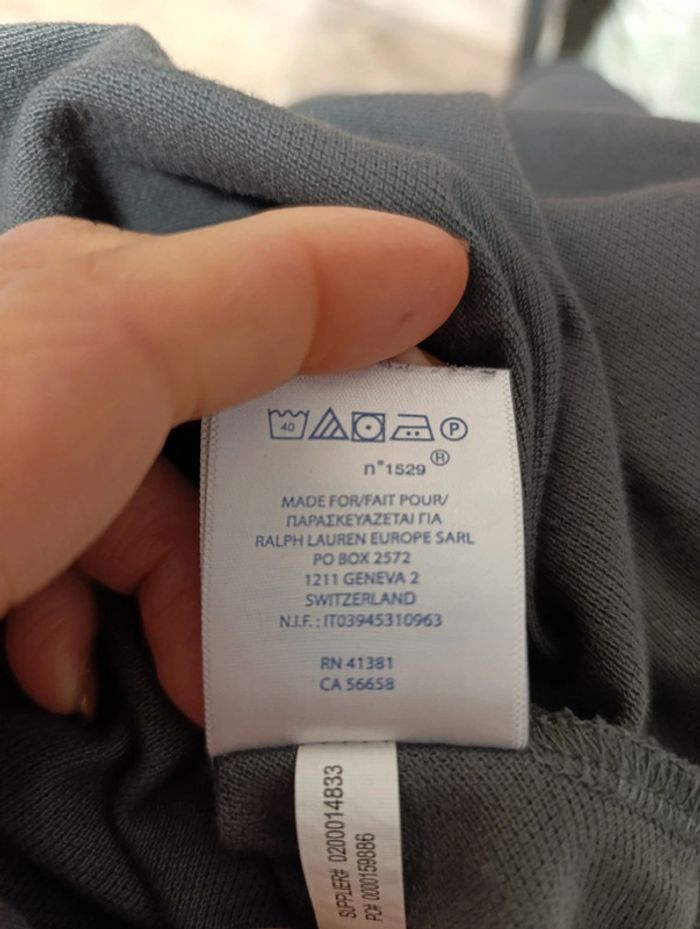 40
P
n°1529 ®
MADE FOR/FAIT POUR/
ΠΑΡΑΣΚΕΥΑΖΕΤΑΙ ΓΙΑ
RALPH LAUREN EUROPE SARL
PO BOX 2572
1211 GENEVA 2
SWITZERLAND
N.I.F. : IT03945310963
RN 41381
CA 56658
SUPPLIER# 0200014833
PO# 0000159886